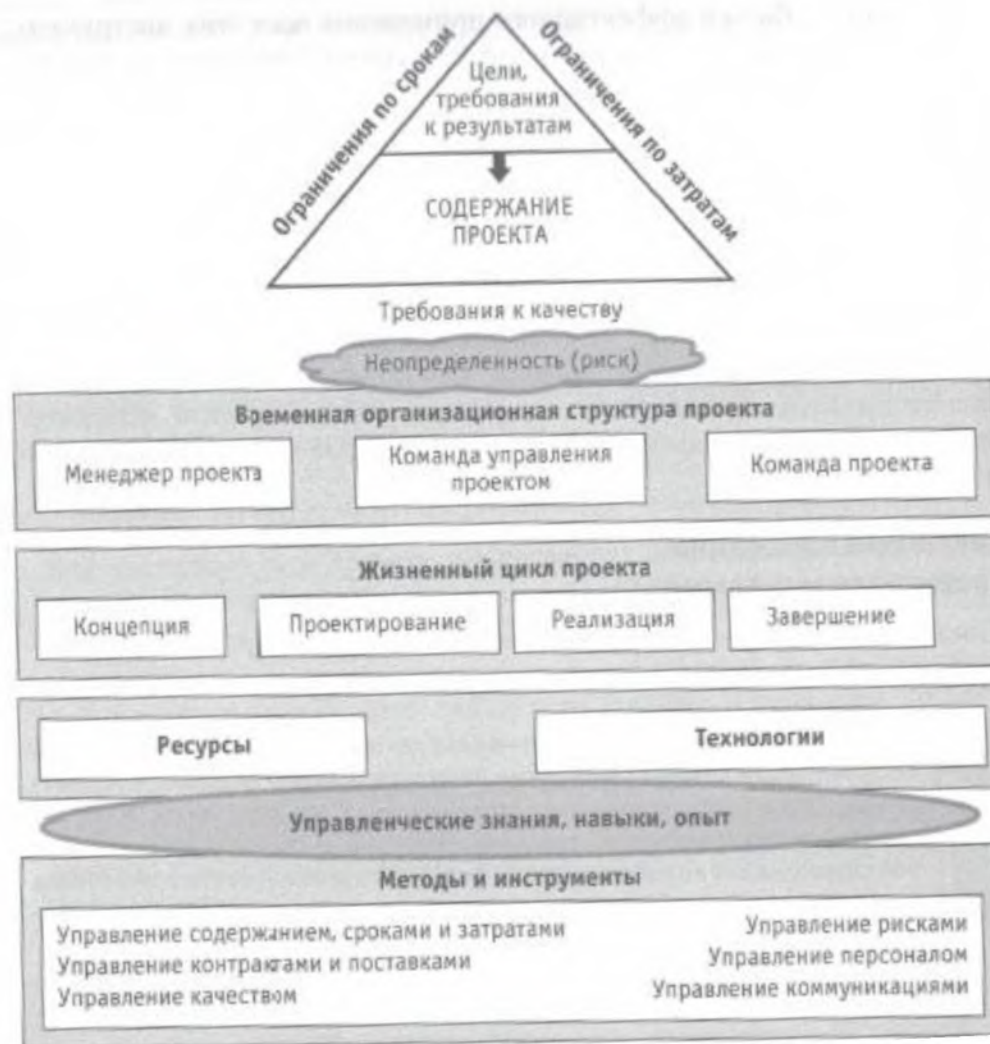 Ограничения по срокам
Ограничения по затратам
Цели,
требования
к результатам
СОДЕРЖАНИЕ
ПРОЕКТА
Требования к качеству
Неопределенность (риск)
Временная организационная структура проекта
Менеджер проекта
Команда управления
проектом
Команда проекта
Жизненный цикл проекта
Концепция
Проектирование
Реализация
Завершение
Ресурсы
Технологии
Управленческие знания, навыки, опыт
Методы и инструменты
Управление содержанием, сроками и затратами
Управление контрактами и поставками
Управление качеством
Управление рисками
Управление персоналом
Управление коммуникациями